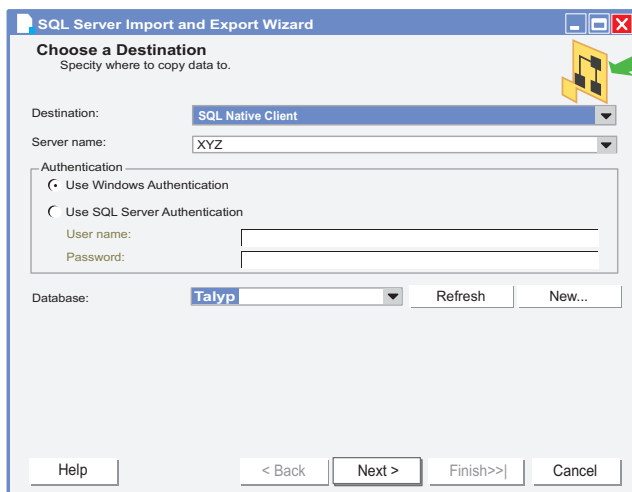 SQL Server Import and Export Wizard
Choose a Destination
Specity where to copy data to.
Destination: SQL Native Client
Server name: XYZ
Authentication
Use Windows Authentication
Use SQL Server Authentication
User name:
Password:
Database: Talyp Refresh New...
Help < Back Next > Finish>>| Cancel